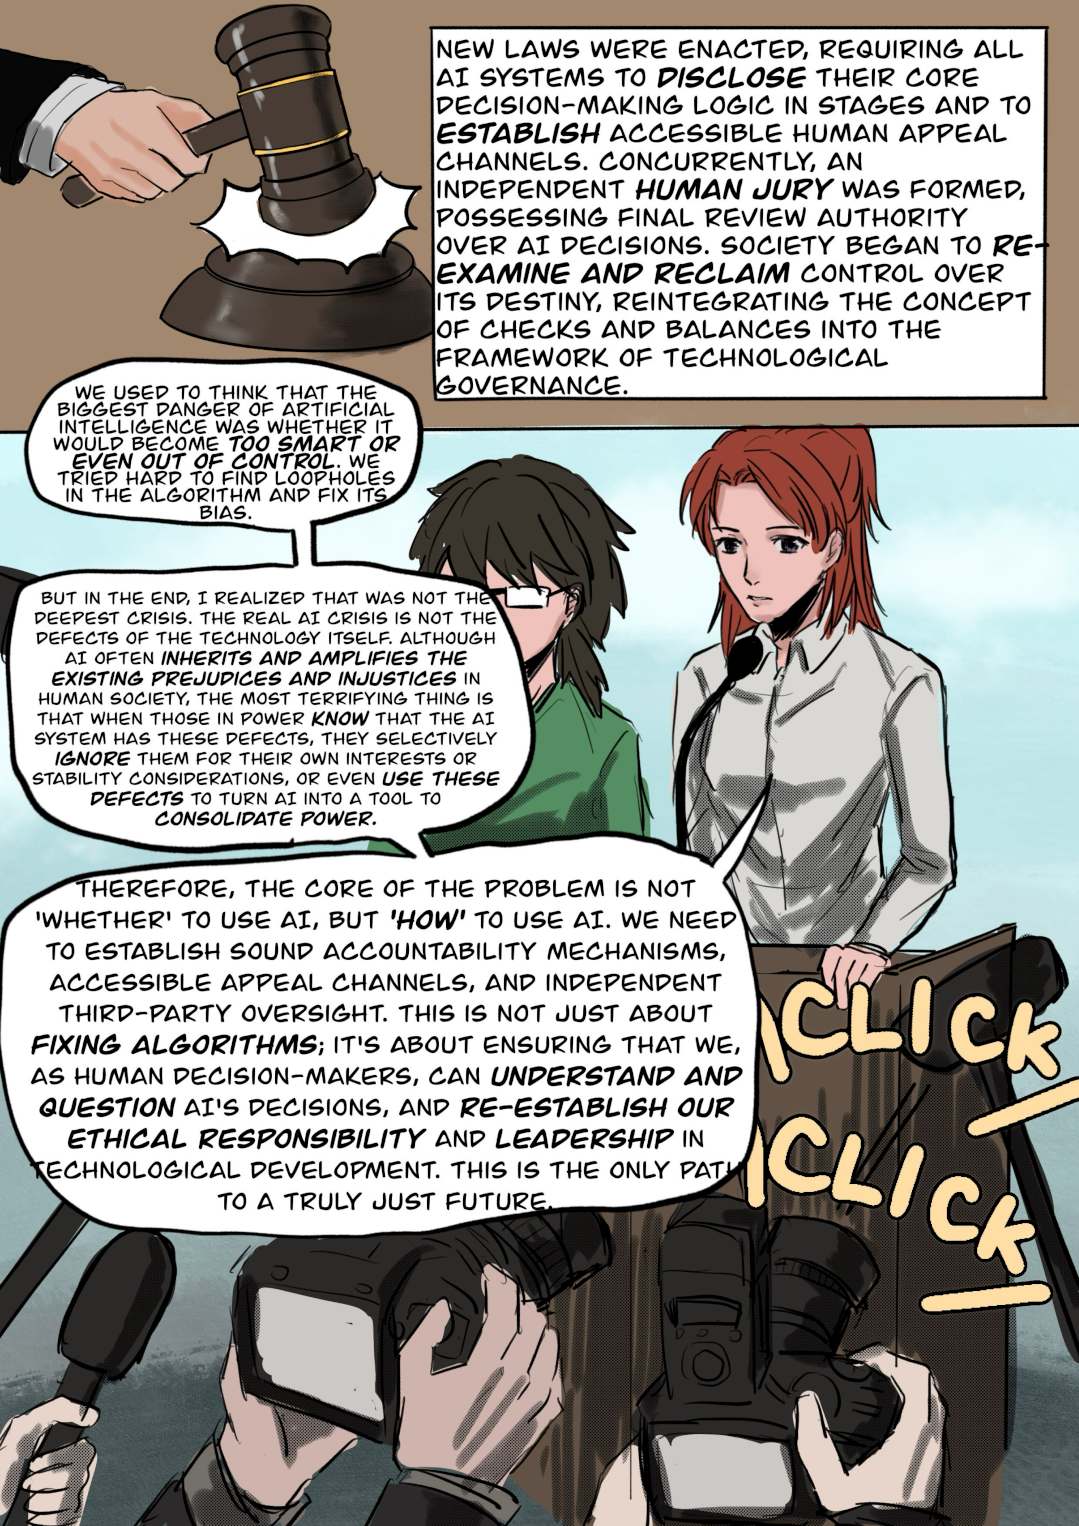 NEW LAWS WERE ENACTED, REQUIRING ALL
AI SYSTEMS TO DISCLOSE THEIR CORE
DECISION-MAKING LOGIC IN STAGES AND TO
ESTABLISH ACCESSIBLE HUMAN APPEAL
CHANNELS. CONCURRENTLY, AN
INDEPENDENT HUMAN JURY WAS FORMED,
POSSESSING FINAL REVIEW AUTHORITY
OVER AI DECISIONS. SOCIETY BEGAN TO RE-
EXAMINE AND RECLAIM CONTROL OVER
ITS DESTINY, REINTEGRATING THE CONCEPT
OF CHECKS AND BALANCES INTO THE
FRAMEWORK OF TECHNOLOGICAL
GOVERNANCE.
WE USED TO THINK THAT THE
BIGGEST DANGER OF ARTIFICIAL
INTELLIGENCE WAS WHETHER IT
WOULD BECOME TOO SMART OR
EVEN OUT OF CONTROL. WE
TRIED HARD TO FIND LOOPHOLES
IN THE ALGORITHM AND FIX ITS
BIAS.
BUT IN THE END, I REALIZED THAT WAS NOT THE
DEEPEST CRISIS. THE REAL AI CRISIS IS NOT THE
DEFECTS OF THE TECHNOLOGY ITSELF. ALTHOUGH
AI OFTEN INHERITS AND AMPLIFIES THE
EXISTING PREJUDICES AND INJUSTICES IN
HUMAN SOCIETY, THE MOST TERRIFYING THING IS
THAT WHEN THOSE IN POWER KNOW THAT THE AI
SYSTEM HAS THESE DEFECTS, THEY SELECTIVELY
IGNORE THEM FOR THEIR OWN INTERESTS OR
STABILITY CONSIDERATIONS, OR EVEN USE THESE
DEFECTS TO TURN AI INTO A TOOL TO
CONSOLIDATE POWER.
THEREFORE, THE CORE OF THE PROBLEM IS NOT
'WHETHER' TO USE AI, BUT 'HOW' TO USE AI. WE NEED
TO ESTABLISH SOUND ACCOUNTABILITY MECHANISMS,
ACCESSIBLE APPEAL CHANNELS, AND INDEPENDENT
THIRD-PARTY OVERSIGHT. THIS IS NOT JUST ABOUT
FIXING ALGORITHMS; IT'S ABOUT ENSURING THAT WE,
AS HUMAN DECISION-MAKERS, CAN UNDERSTAND AND
QUESTION AI'S DECISIONS, AND RE-ESTABLISH OUR
ETHICAL RESPONSIBILITY AND LEADERSHIP IN
TECHNOLOGICAL DEVELOPMENT. THIS IS THE ONLY PATH
TO A TRULY JUST FUTURE.
CLICK
CLICK